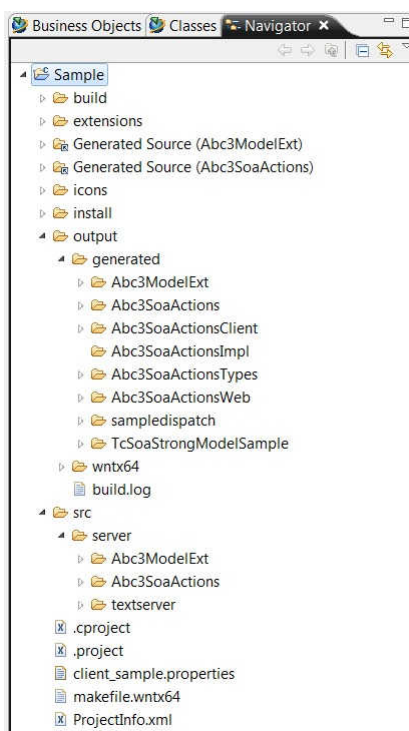 Business Objects Classes Navigator
Sample
build
extensions
Generated Source (Abc3ModelExt)
Generated Source (Abc3SoaActions)
icons
install
output
generated
Abc3ModelExt
Abc3SoaActions
Abc3SoaActionsClient
Abc3SoaActionsImpl
Abc3SoaActionsTypes
Abc3SoaActionsWeb
sampledispatch
TcSoaStrongModelSample
wntx64
build.log
src
server
Abc3ModelExt
Abc3SoaActions
textserver
.cproject
.project
client_sample.properties
makefile.wntx64
ProjectInfo.xml